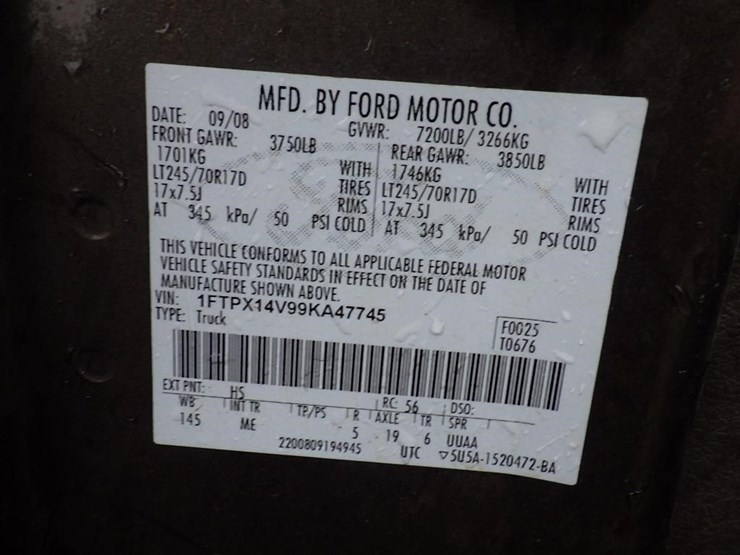 MFD. BY FORD MOTOR CO.
DATE: 09/08 GVWR: 7200LB/ 3266KG
FRONT GAWR: 3750LB REAR GAWR: 3850LB
1701KG WITH 1746KG WITH
LT245/70R17D TIRES LT245/70R17D TIRES
17x7.5J RIMS 17x7.5J RIMS
AT 345 kPa/ 50 PSI COLD AT 345 kPa/ 50 PSI COLD
THIS VEHICLE CONFORMS TO ALL APPLICABLE FEDERAL MOTOR
VEHICLE SAFETY STANDARDS IN EFFECT ON THE DATE OF
MANUFACTURE SHOWN ABOVE.
VIN: 1FTPX14V99KA47745
TYPE: Truck
F0025
T0676
EXT PNT: HS RC: 56 DSO:
WB INT TR TP/PS R AXLE TR SPR
145 ME 5 19 6 UUAA
2200809194945 UTC ▽5U5A-1520472-BA